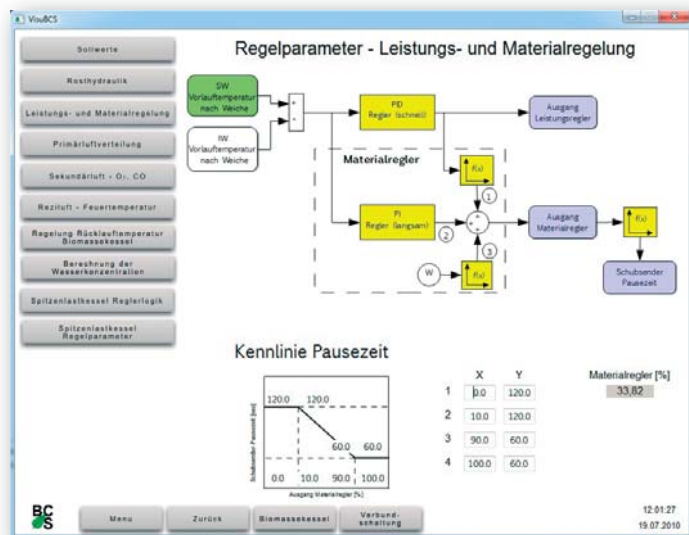 VisuBCS
Sollwerte
Rosthydraulik
Leistungs- und Materialregelung
Primärluftverteilung
Sekundärluft - O₂, CO
Reziluft - Feuertemperatur
Regelung Rücklauftemperatur
Biomassekessel
Berechnung der
Wasserkonzentration
Spitzenlastkessel Reglerlogik
Spitzenlastkessel
Regelparameter
Regelparameter - Leistungs- und Materialregelung
SW
Vorlauftemperatur
nach Weiche
IW
Vorlauftemperatur
nach Weiche
+
-
PID
Regler (schnell)
Ausgang
Leistungsregler
Materialregler
f(x)
1
PI
Regler (langsam)
2
Ausgang
Materialregler
f(x)
3
W
f(x)
Schubsender
Pausezeit
Kennlinie Pausezeit
Schubsender Pausezeit [sec]
120.0 120.0
60.0 60.0
0.0 10.0 90.0 100.0
Ausgang Materialregler [%]
X Y
1 0.0 120.0
2 10.0 120.0
3 90.0 60.0
4 100.0 60.0
Materialregler [%]
33,82
BCS
Menu
Zurück
Biomassekessel
Verbund-
schaltung
12:01:27
19.07.2010